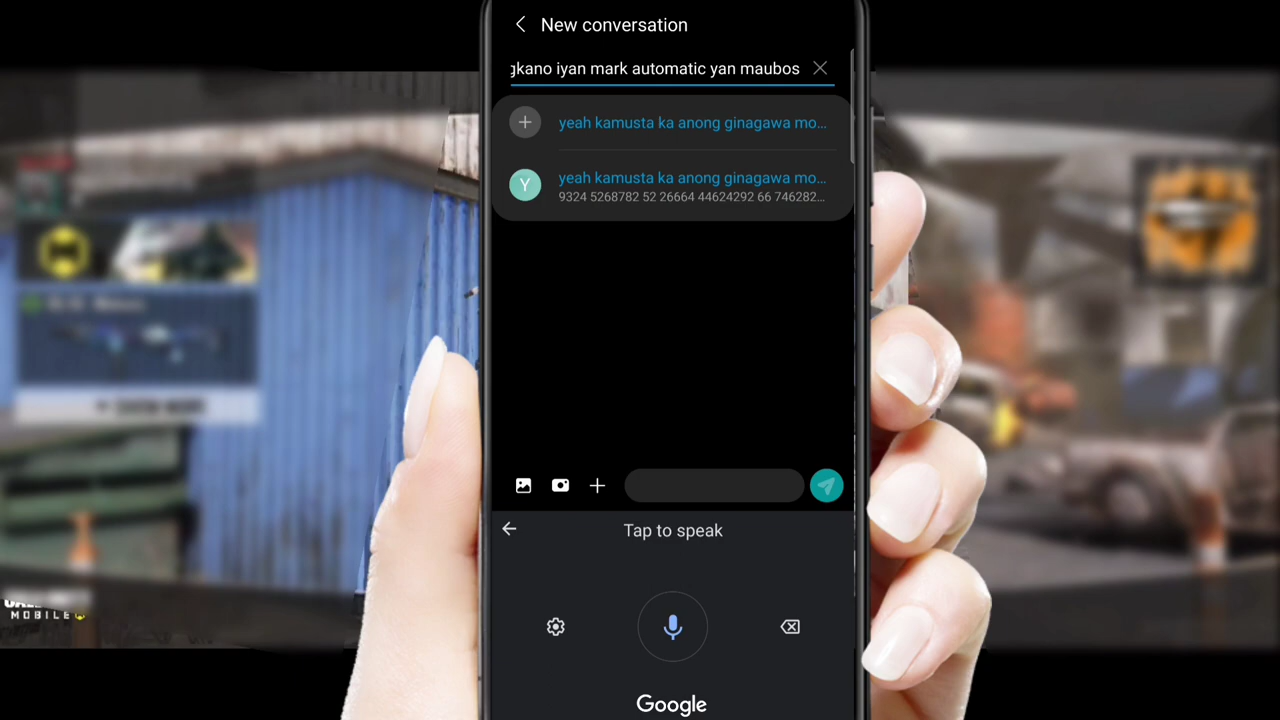 New conversation
gkano iyan mark automatic yan maubos
yeah kamusta ka anong ginagawa mo...
Y
yeah kamusta ka anong ginagawa mo...
9324 5268782 52 26664 44624292 66 746282...
Tap to speak
Google
MOBILE